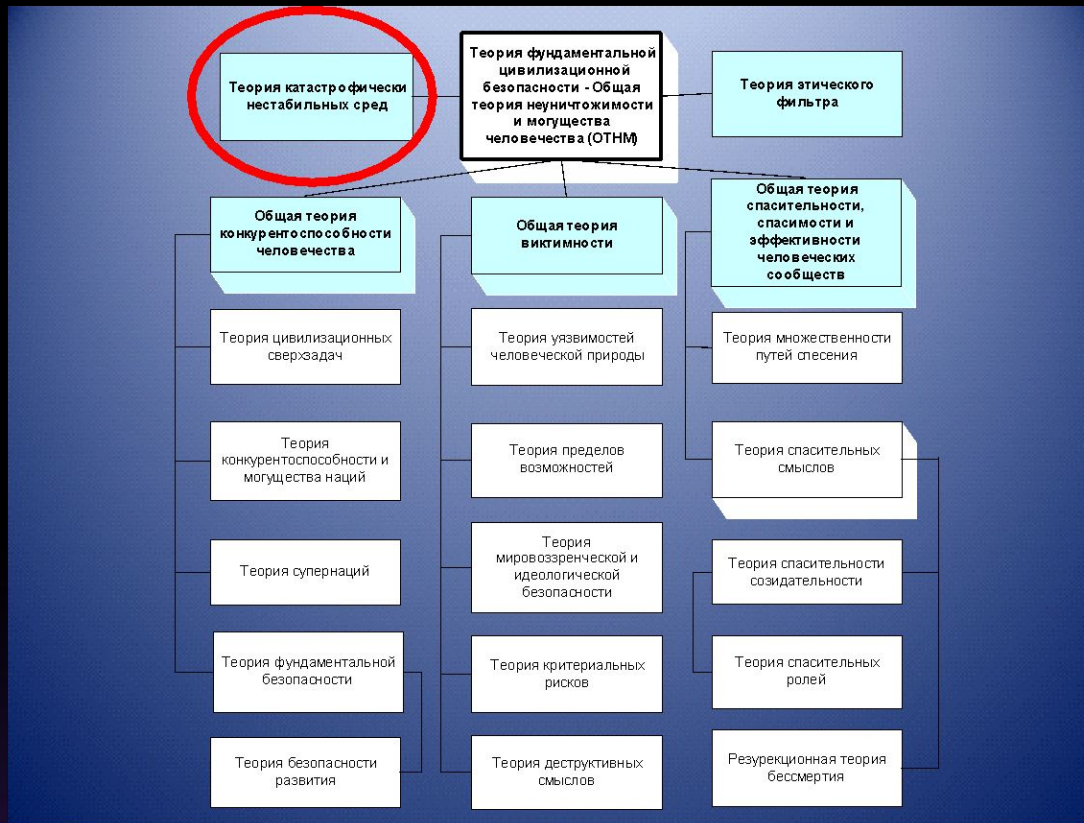 Теория катастрофически
нестабильных сред
Теория фундаментальной
цивилизационной
безопасности - Общая
теория неуничтожимости
и могущества
человечества (ОТНМ)
Теория этического
фильтра
Общая теория
конкурентоспособности
человечества
Общая теория
виктимности
Общая теория
спасительности,
спасимости и
эффективности
человеческих
сообществ
Теория цивилизационных
сверхзадач
Теория уязвимостей
человеческой природы
Теория множественности
путей спесения
Теория
конкурентоспособности и
могущества наций
Теория пределов
возможностей
Теория спасительных
смыслов
Теория супернаций
Теория
мировоззренческой и
идеологической
безопасности
Теория спасительности
созидательности
Теория фундаментальной
безопасности
Теория критериальных
рисков
Теория спасительных
ролей
Теория безопасности
развития
Теория деструктивных
смыслов
Резурекционная теория
бессмертия